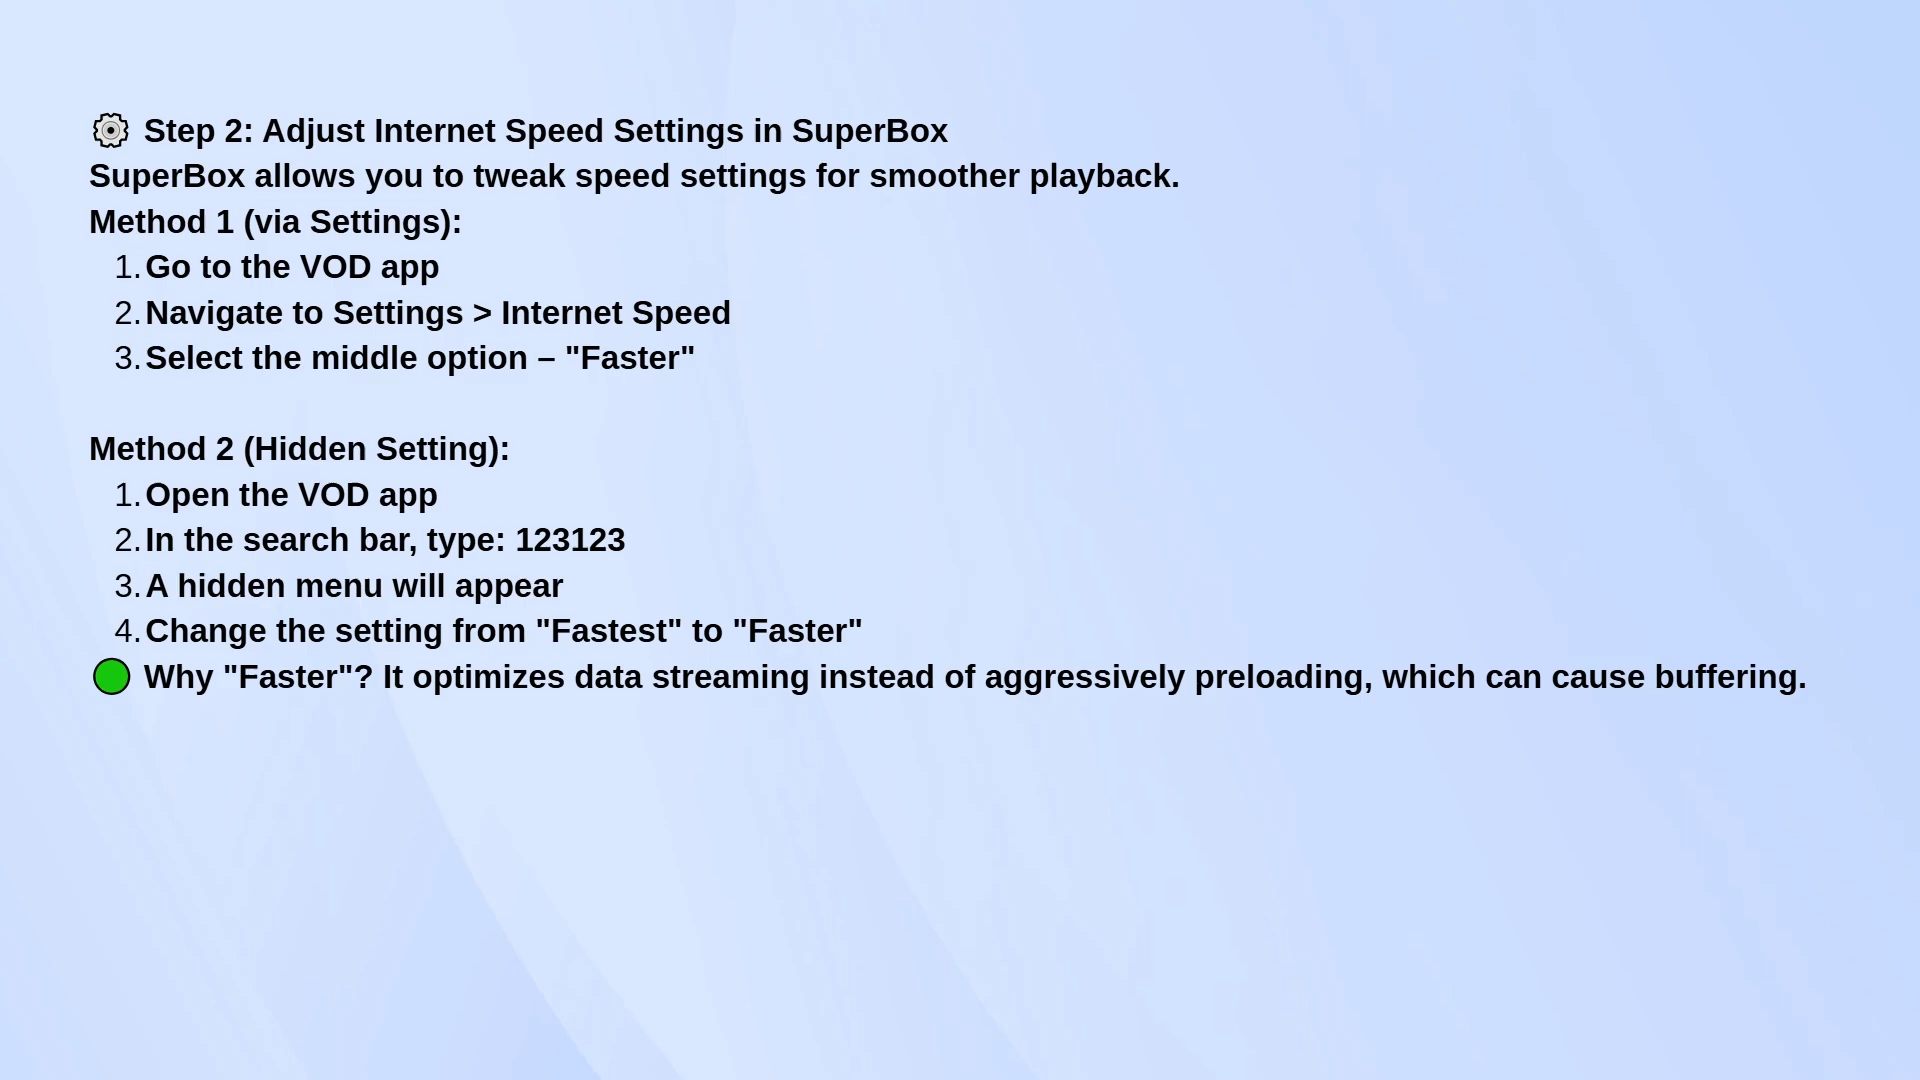 ⚙ Step 2: Adjust Internet Speed Settings in SuperBox
SuperBox allows you to tweak speed settings for smoother playback.
Method 1 (via Settings):
1. Go to the VOD app
2. Navigate to Settings > Internet Speed
3. Select the middle option – "Faster"
Method 2 (Hidden Setting):
1. Open the VOD app
2. In the search bar, type: 123123
3. A hidden menu will appear
4. Change the setting from "Fastest" to "Faster"
🟢 Why "Faster"? It optimizes data streaming instead of aggressively preloading, which can cause buffering.